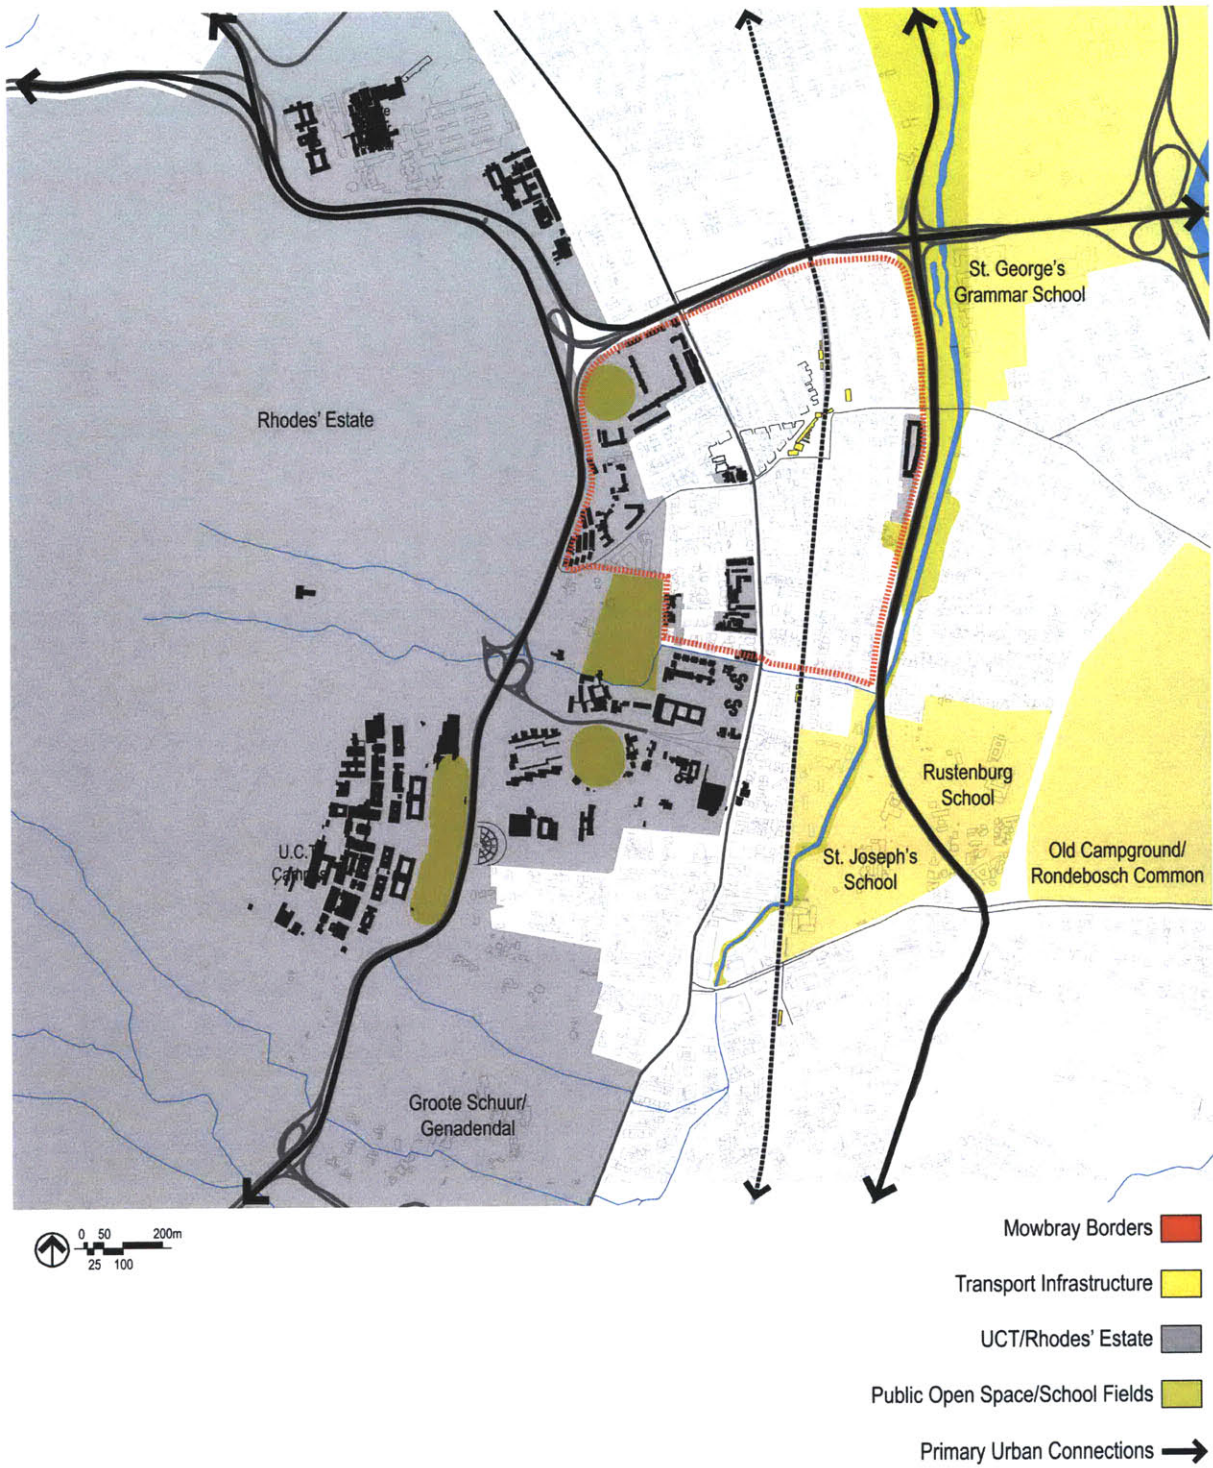 St. George's
Grammar School
Rhodes' Estate
Rustenburg
School
St. Joseph's
School
Old Campground/
Rondebosch Common
U.C.T
Groote Schuur/
Genadendal
0 50 200m
25 100
Mowbray Borders
Transport Infrastructure
UCT/Rhodes' Estate
Public Open Space/School Fields
Primary Urban Connections